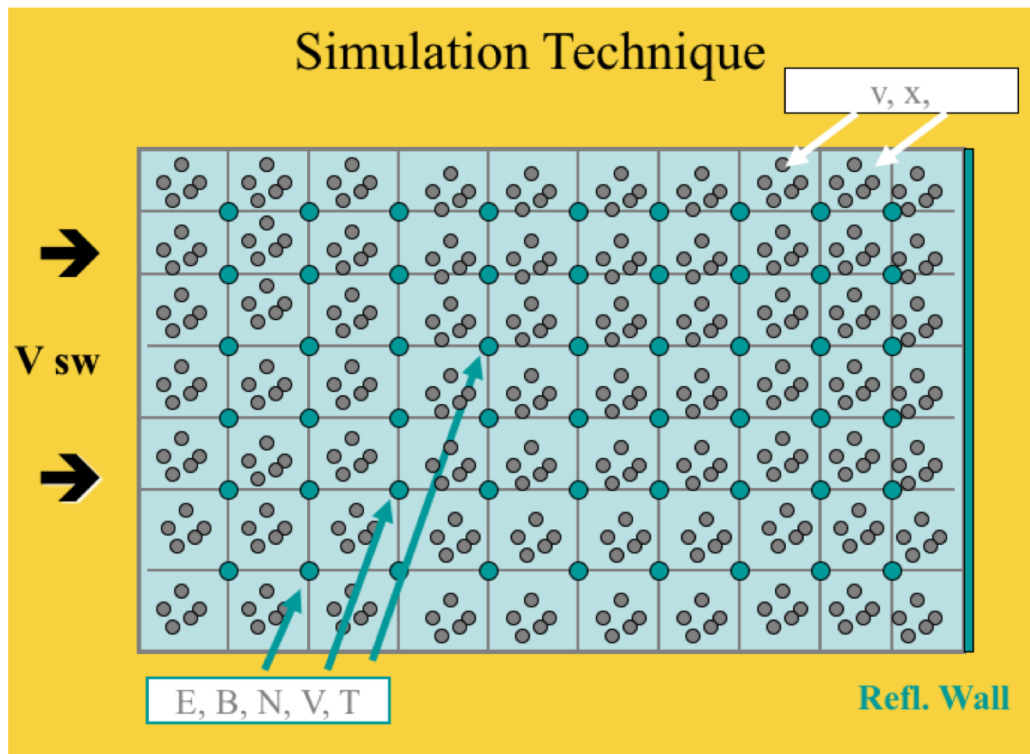 Simulation Technique
v, x,
V sw
E, B, N, V, T
Refl. Wall